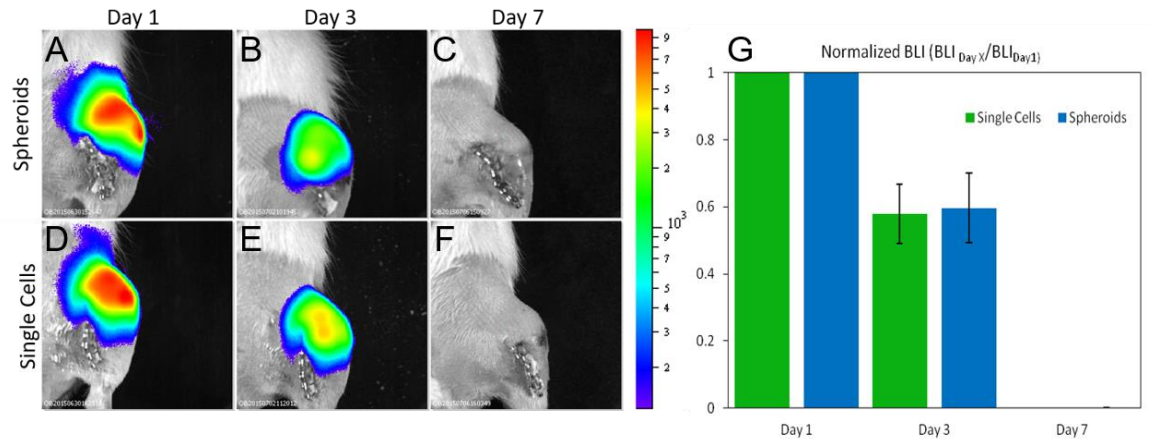 Day 1
Day 3
Day 7
Spheroids
Single Cells
A
B
C
D
E
F
9
7
5
4
3
2
10³
9
7
5
4
3
2
G
Normalized BLI (BLI Day X/BLIDay1)
Single Cells
Spheroids
1
0.8
0.6
0.4
0.2
0
Day 1
Day 3
Day 7